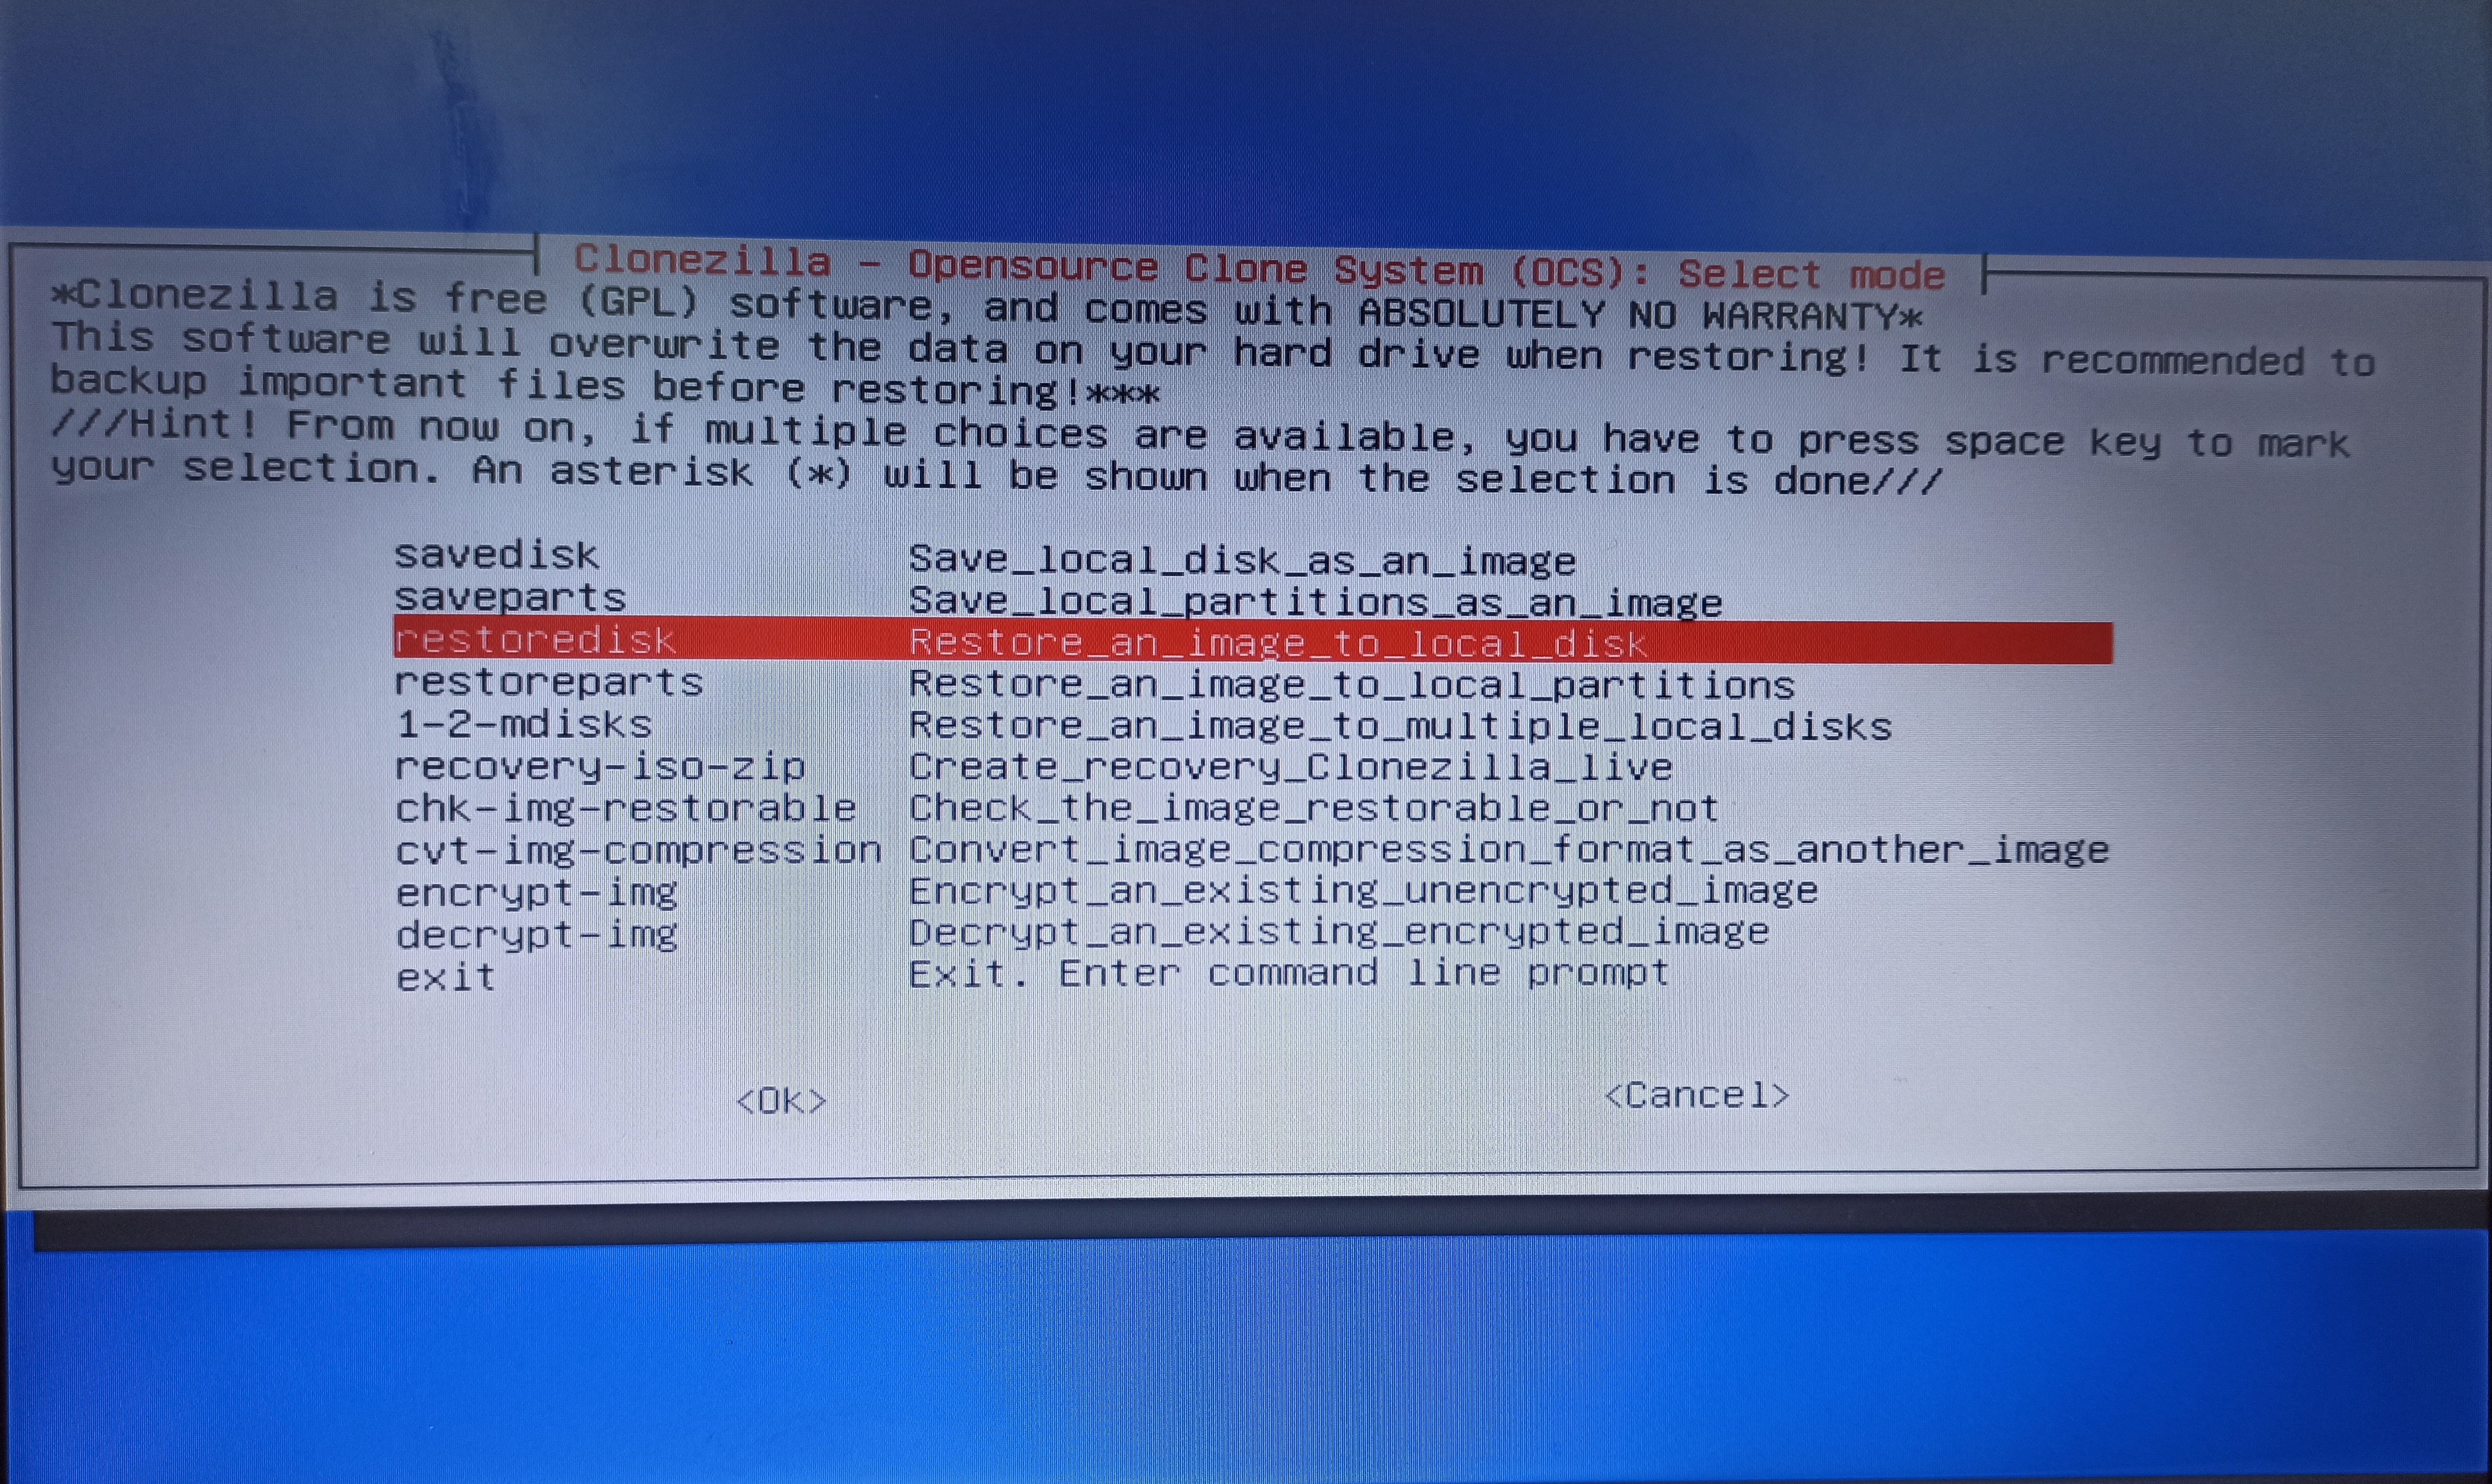 Clonezilla - Opensource Clone System (OCS): Select mode
*Clonezilla is free (GPL) software, and comes with ABSOLUTELY NO WARRANTY*
This software will overwrite the data on your hard drive when restoring! It is recommended to
backup important files before restoring!***
///Hint! From now on, if multiple choices are available, you have to press space key to mark
your selection. An asterisk (*) will be shown when the selection is done///
savedisk Save_local_disk_as_an_image
saveparts Save_local_partitions_as_an_image
restoredisk Restore_an_image_to_local_disk
restoreparts Restore_an_image_to_local_partitions
1-2-mdisks Restore_an_image_to_multiple_local_disks
recovery-iso-zip Create_recovery_Clonezilla_live
chk-img-restorable Check_the_image_restorable_or_not
cvt-img-compression Convert_image_compression_format_as_another_image
encrypt-img Encrypt_an_existing_unencrypted_image
decrypt-img Decrypt_an_existing_encrypted_image
exit Exit. Enter command line prompt
<Ok> <Cancel>